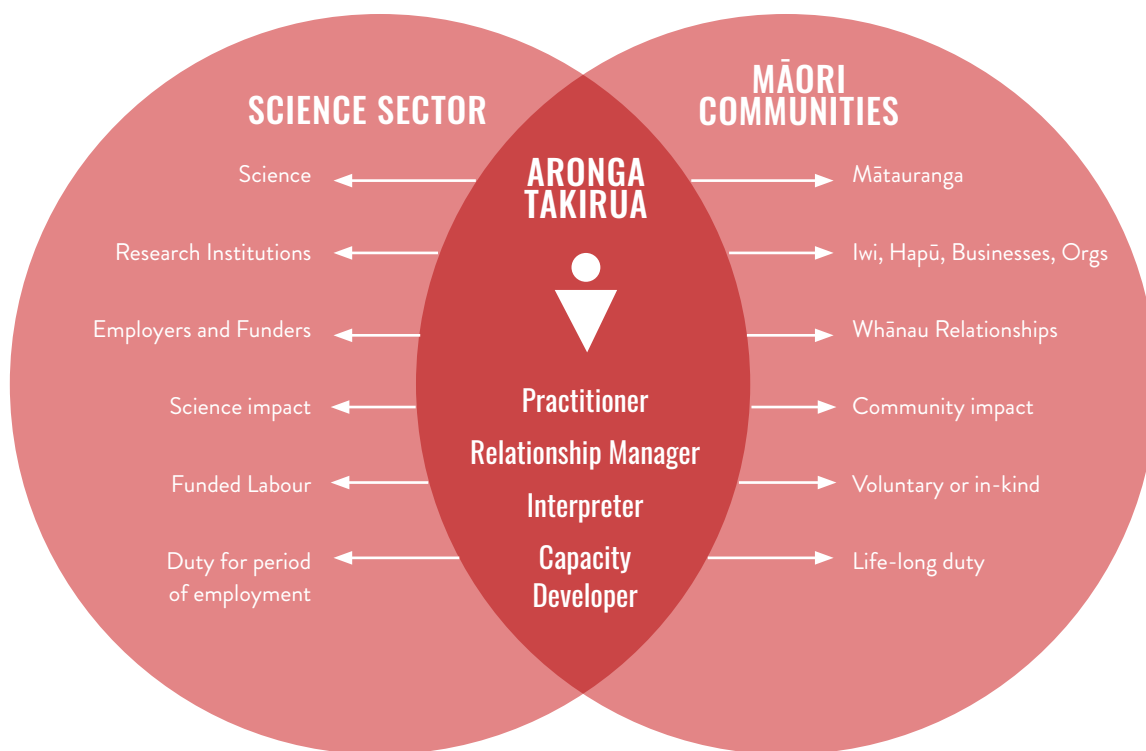 SCIENCE SECTOR
Science
Research Institutions
Employers and Funders
Science impact
Funded Labour
Duty for period
of employment
ARONGA
TAKIRUA
Practitioner
Relationship Manager
Interpreter
Capacity
Developer
MĀORI
COMMUNITIES
Mātauranga
Iwi, Hapū, Businesses, Orgs
Whānau Relationships
Community impact
Voluntary or in-kind
Life-long duty